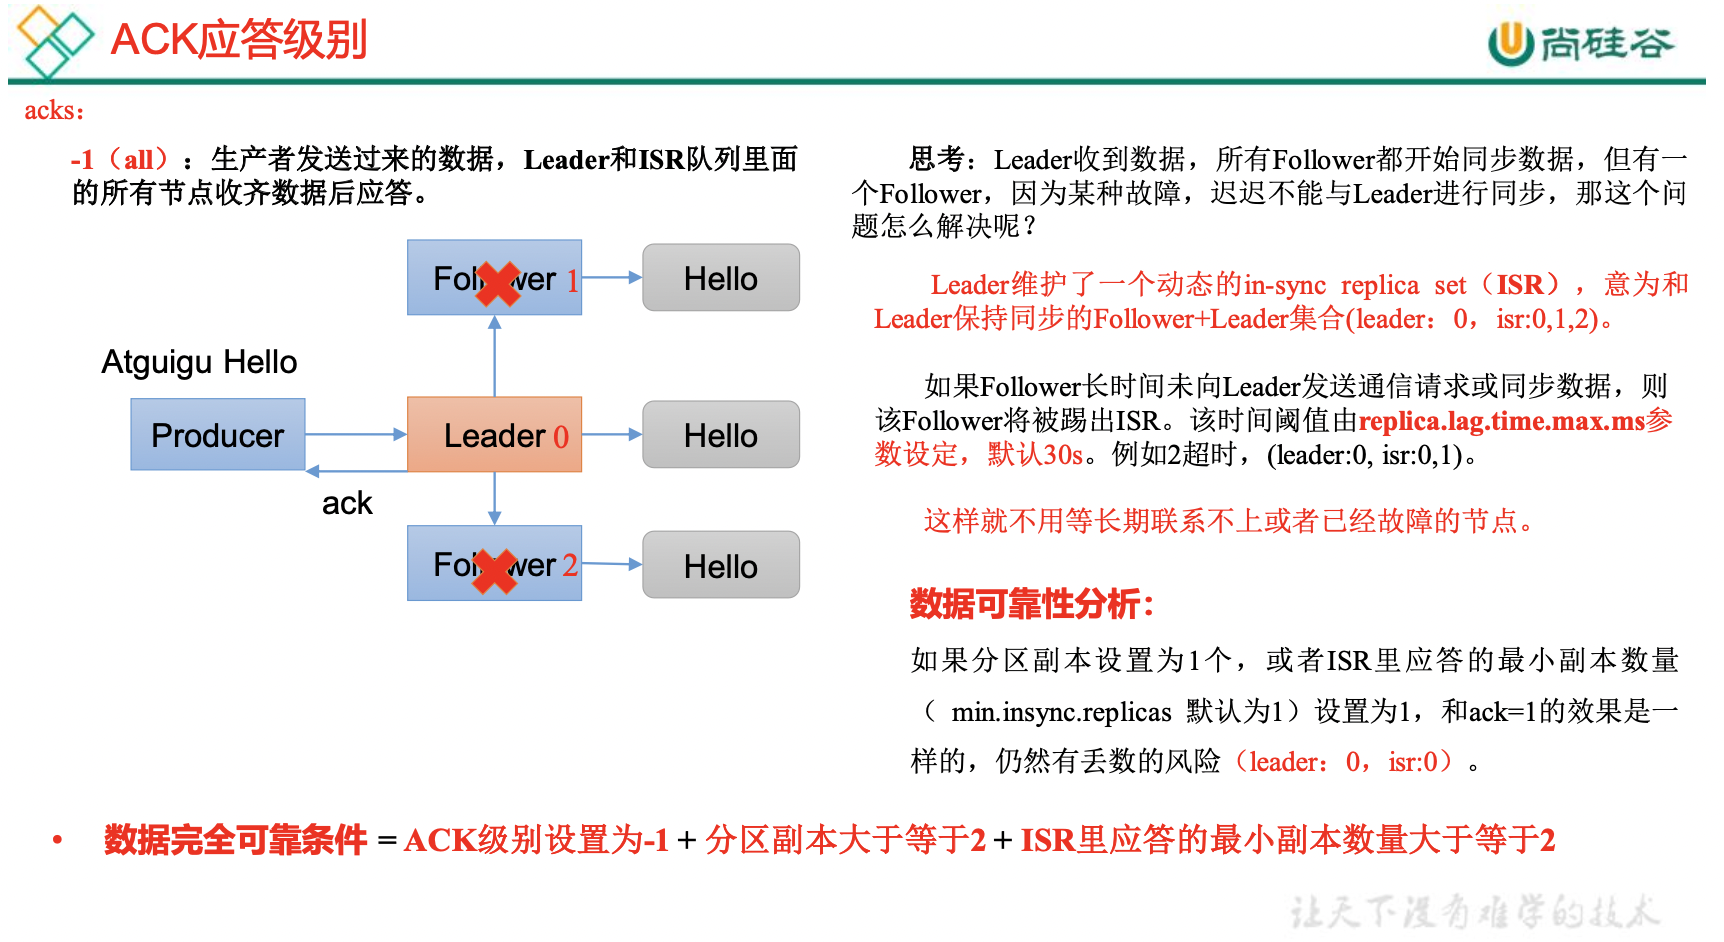 ACK应答级别
尚硅谷
acks：
-1（all）：生产者发送过来的数据，Leader和ISR队列里面
的所有节点收齐数据后应答。
Follower 1
Hello
Atguigu Hello
Producer
Leader 0
Hello
ack
Follower 2
Hello
思考：Leader收到数据，所有Follower都开始同步数据，但有一
个Follower，因为某种故障，迟迟不能与Leader进行同步，那这个问
题怎么解决呢？
Leader维护了一个动态的in-sync replica set（ISR），意为和
Leader保持同步的Follower+Leader集合(leader：0，isr:0,1,2)。
如果Follower长时间未向Leader发送通信请求或同步数据，则
该Follower将被踢出ISR。该时间阈值由replica.lag.time.max.ms参
数设定，默认30s。例如2超时，(leader:0, isr:0,1)。
这样就不用等长期联系不上或者已经故障的节点。
数据可靠性分析：
如果分区副本设置为1个，或者ISR里应答的最小副本数量
（ min.insync.replicas 默认为1）设置为1，和ack=1的效果是一
样的，仍然有丢数的风险（leader：0，isr:0）。
• 数据完全可靠条件 = ACK级别设置为-1 + 分区副本大于等于2 + ISR里应答的最小副本数量大于等于2
让天下没有难学的技术